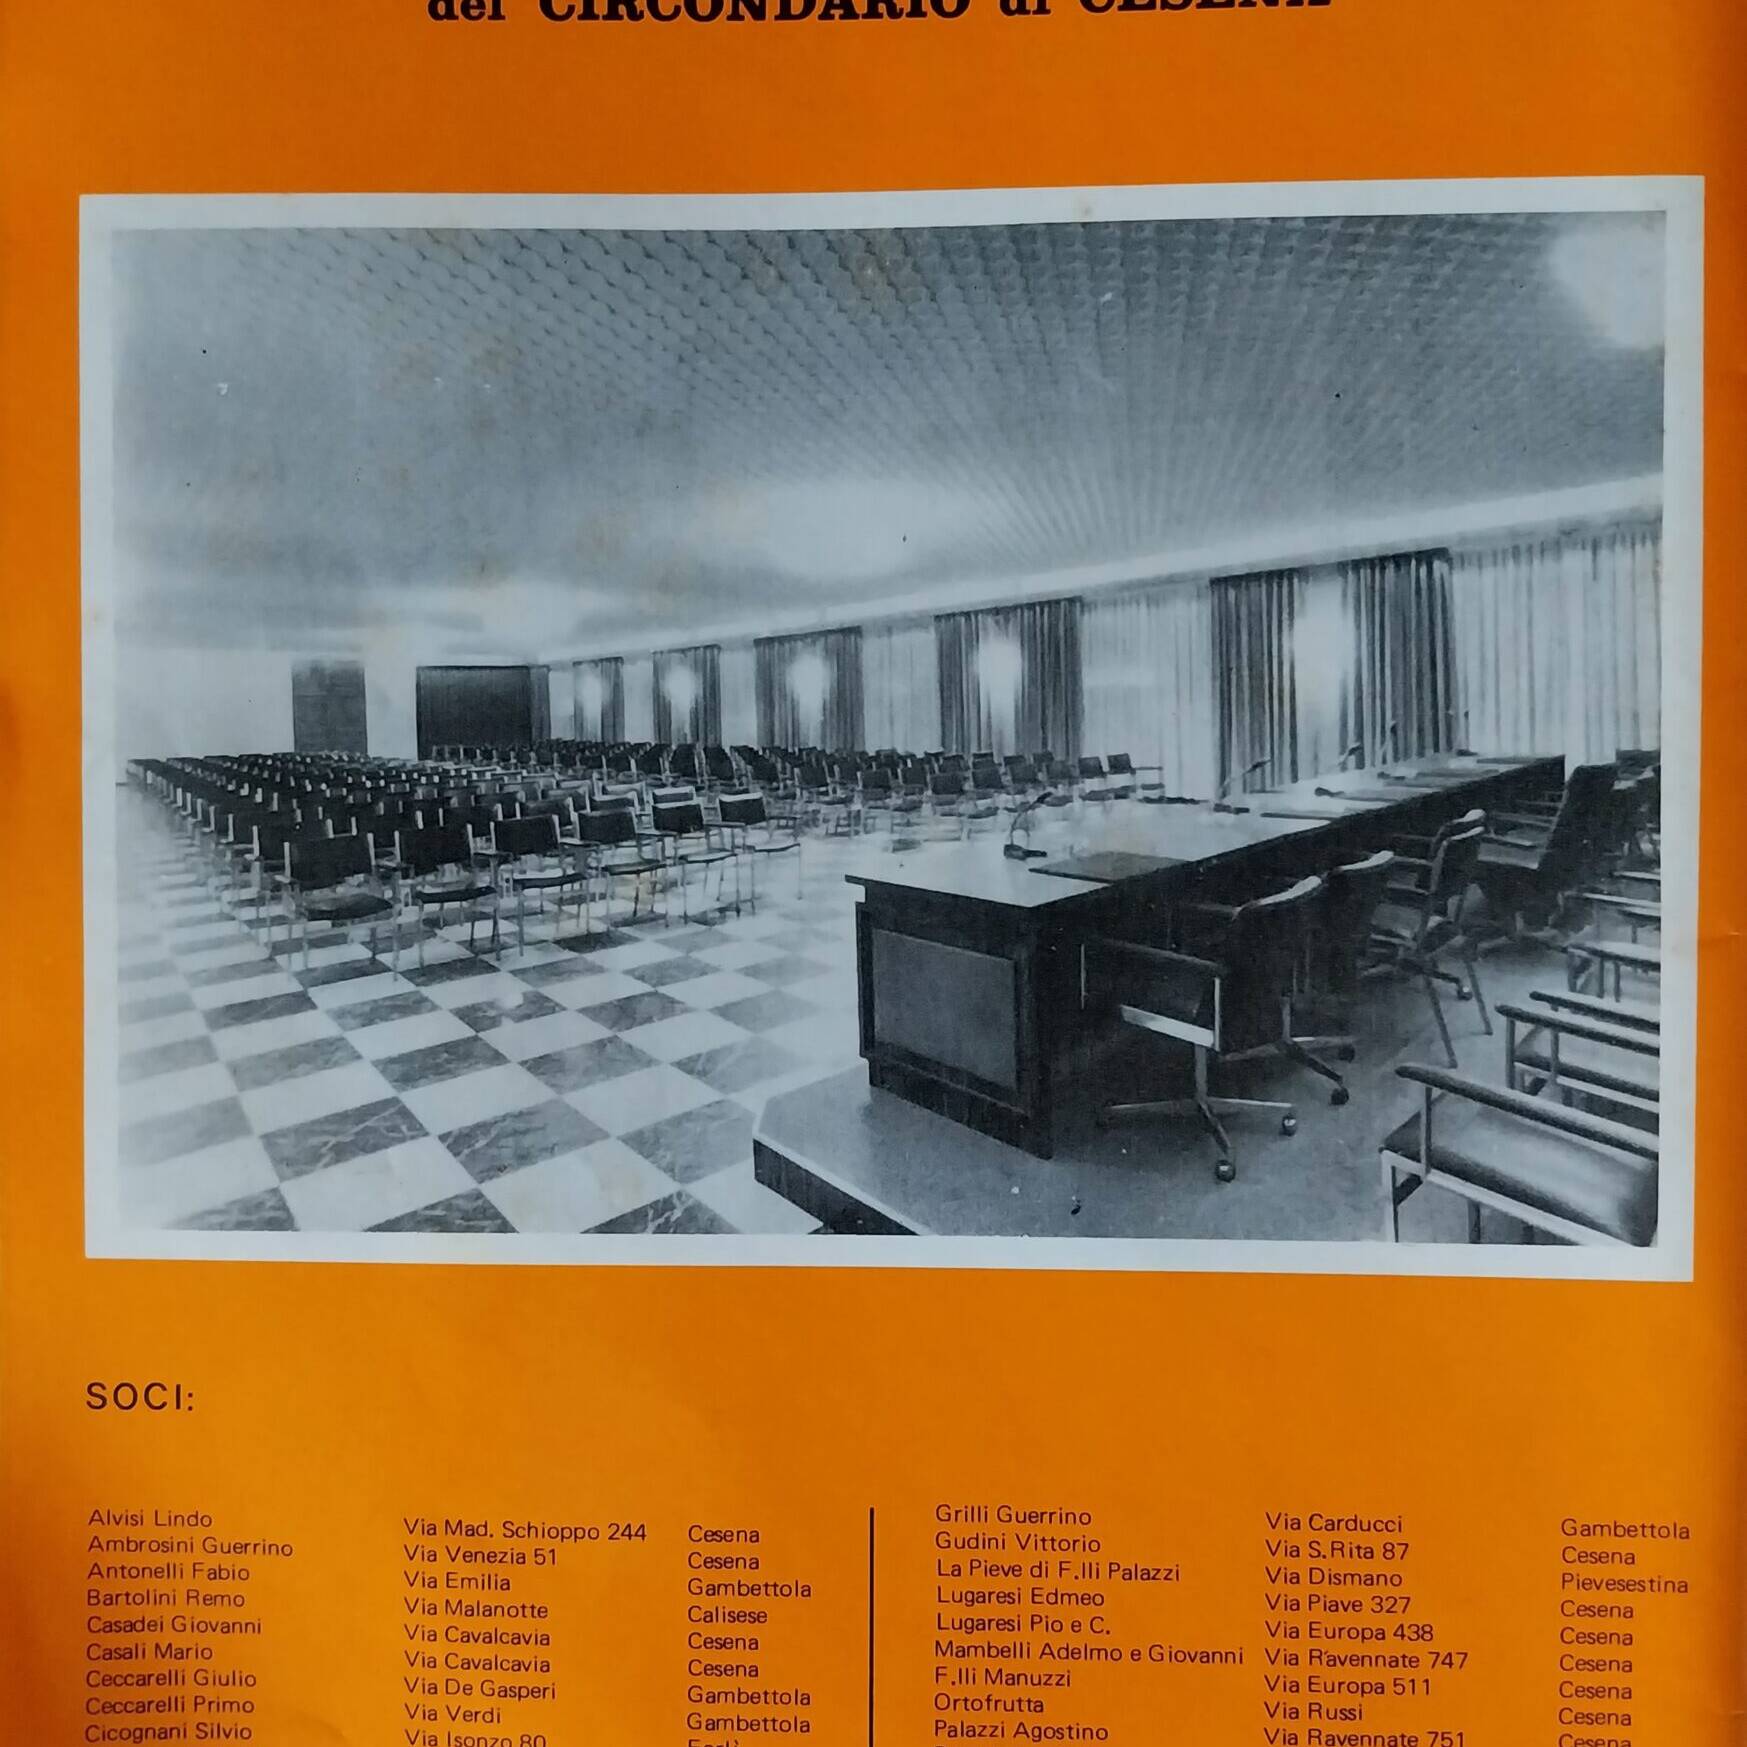 del CIRCONDARIO di CESENA
SOCI:
Alvisi Lindo Via Mad. Schioppo 244 Cesena
Ambrosini Guerrino Via Venezia 51 Cesena
Antonelli Fabio Via Emilia Gambettola
Bartolini Remo Via Malanotte Calisese
Casadei Giovanni Via Cavalcavia Cesena
Casali Mario Via Cavalcavia Cesena
Ceccarelli Giulio Via De Gasperi Gambettola
Ceccarelli Primo Via Verdi Gambettola
Cicognani Silvio Via Isonzo 80 Forlì
Grilli Guerrino Via Carducci Gambettola
Gudini Vittorio Via S.Rita 87 Cesena
La Pieve di F.lli Palazzi Via Dismano Pievesestina
Lugaresi Edmeo Via Piave 327 Cesena
Lugaresi Pio e C. Via Europa 438 Cesena
Mambelli Adelmo e Giovanni Via Ravennate 747 Cesena
F.lli Manuzzi Via Europa 511 Cesena
Ortofrutta Via Russi Cesena
Palazzi Agostino Via Ravennate 751 Cesena